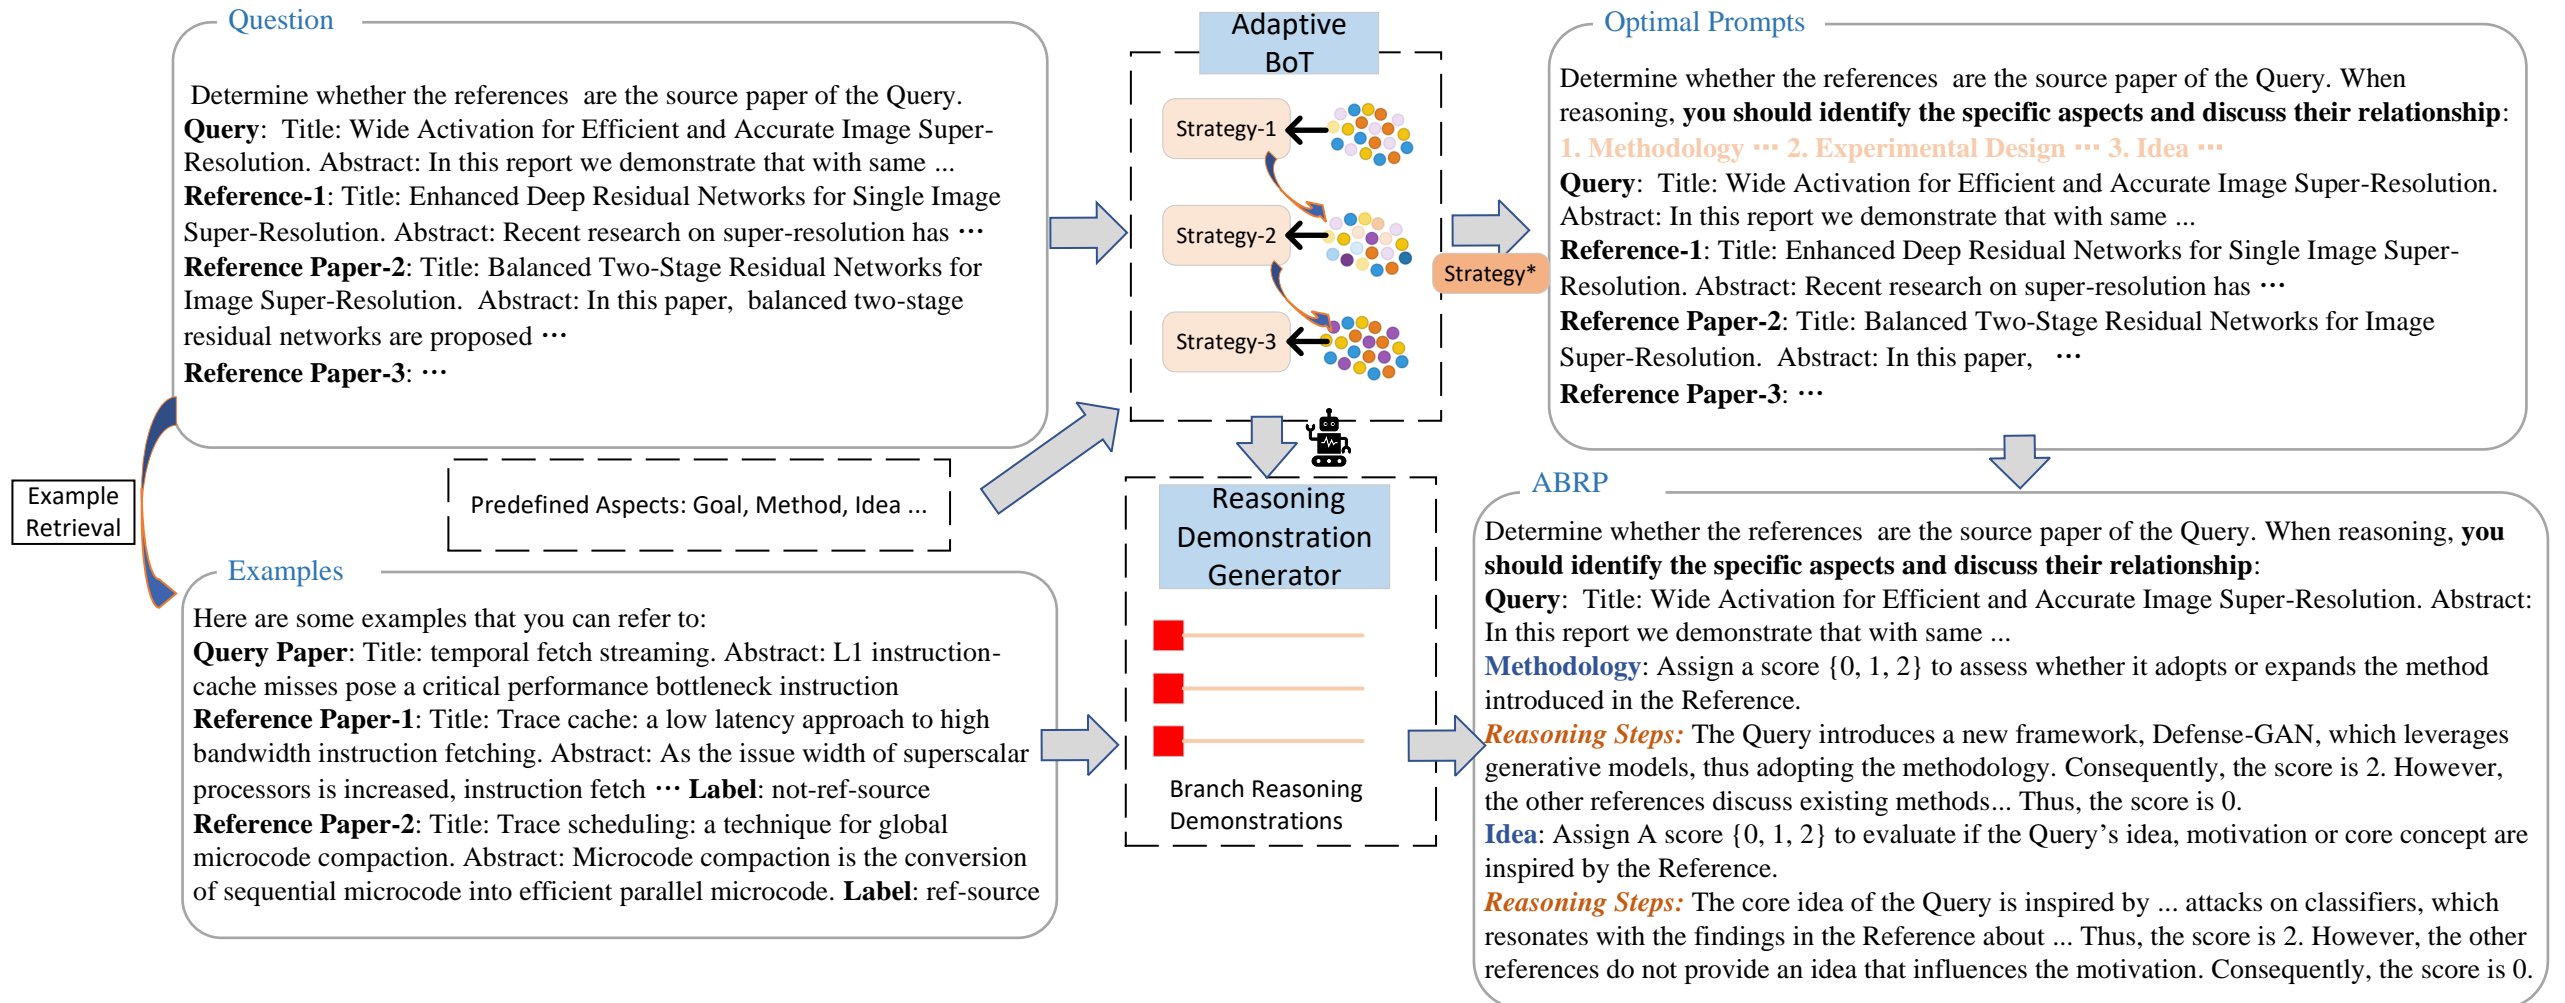 Question
Determine whether the references are the source paper of the Query.
Query: Title: Wide Activation for Efficient and Accurate Image Super-
Resolution. Abstract: In this report we demonstrate that with same ...
Reference-1: Title: Enhanced Deep Residual Networks for Single Image
Super-Resolution. Abstract: Recent research on super-resolution has ⋯
Reference Paper-2: Title: Balanced Two-Stage Residual Networks for
Image Super-Resolution. Abstract: In this paper, balanced two-stage
residual networks are proposed ⋯
Reference Paper-3: ⋯
Example
Retrieval
Predefined Aspects: Goal, Method, Idea ...
Examples
Here are some examples that you can refer to:
Query Paper: Title: temporal fetch streaming. Abstract: L1 instruction-
cache misses pose a critical performance bottleneck instruction
Reference Paper-1: Title: Trace cache: a low latency approach to high
bandwidth instruction fetching. Abstract: As the issue width of superscalar
processors is increased, instruction fetch ⋯ Label: not-ref-source
Reference Paper-2: Title: Trace scheduling: a technique for global
microcode compaction. Abstract: Microcode compaction is the conversion
of sequential microcode into efficient parallel microcode. Label: ref-source
Adaptive
BoT
Strategy-1
Strategy-2
Strategy-3
Strategy*
Reasoning
Demonstration
Generator
Branch Reasoning
Demonstrations
Optimal Prompts
Determine whether the references are the source paper of the Query. When
reasoning, you should identify the specific aspects and discuss their relationship:
1. Methodology ⋯ 2. Experimental Design ⋯ 3. Idea ⋯
Query: Title: Wide Activation for Efficient and Accurate Image Super-Resolution.
Abstract: In this report we demonstrate that with same ...
Reference-1: Title: Enhanced Deep Residual Networks for Single Image Super-
Resolution. Abstract: Recent research on super-resolution has ⋯
Reference Paper-2: Title: Balanced Two-Stage Residual Networks for Image
Super-Resolution. Abstract: In this paper, ⋯
Reference Paper-3: ⋯
ABRP
Determine whether the references are the source paper of the Query. When reasoning, you
should identify the specific aspects and discuss their relationship:
Query: Title: Wide Activation for Efficient and Accurate Image Super-Resolution. Abstract:
In this report we demonstrate that with same ...
Methodology: Assign a score {0, 1, 2} to assess whether it adopts or expands the method
introduced in the Reference.
Reasoning Steps: The Query introduces a new framework, Defense-GAN, which leverages
generative models, thus adopting the methodology. Consequently, the score is 2. However,
the other references discuss existing methods... Thus, the score is 0.
Idea: Assign A score {0, 1, 2} to evaluate if the Query’s idea, motivation or core concept are
inspired by the Reference.
Reasoning Steps: The core idea of the Query is inspired by ... attacks on classifiers, which
resonates with the findings in the Reference about ... Thus, the score is 2. However, the other
references do not provide an idea that influences the motivation. Consequently, the score is 0.